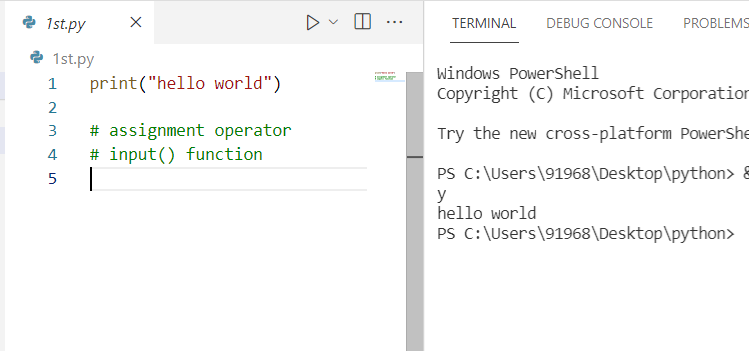 1st.py
1st.py
1 print("hello world")
2
3 # assignment operator
4 # input() function
5
TERMINAL DEBUG CONSOLE PROBLEMS
Windows PowerShell
Copyright (C) Microsoft Corporation
Try the new cross-platform PowerShe
PS C:\Users\91968\Desktop\python> &
y
hello world
PS C:\Users\91968\Desktop\python>